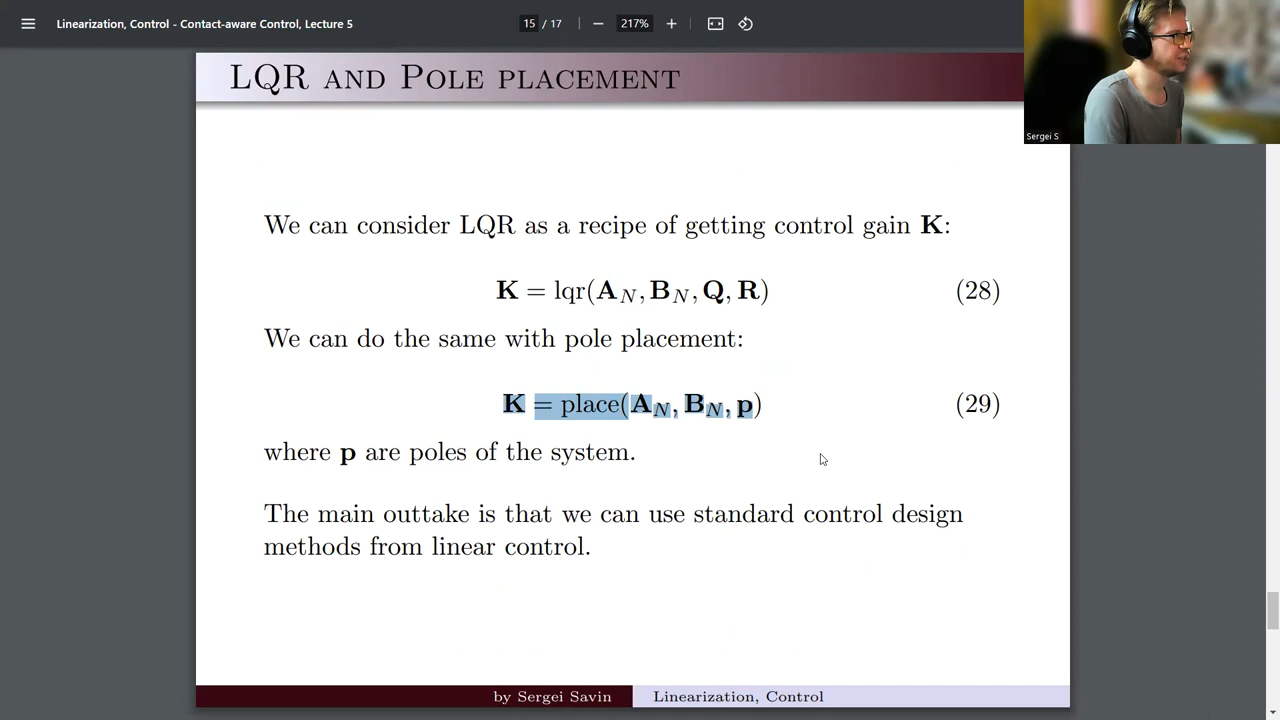 Linearization, Control - Contact-aware Control, Lecture 5
15 / 17
217%
LQR and Pole placement
We can consider LQR as a recipe of getting control gain K:
K = lqr(A_N, B_N, Q, R) (28)
We can do the same with pole placement:
K = place(A_N, B_N, p) (29)
where p are poles of the system.
The main outtake is that we can use standard control design
methods from linear control.
by Sergei Savin
Linearization, Control
Sergei S